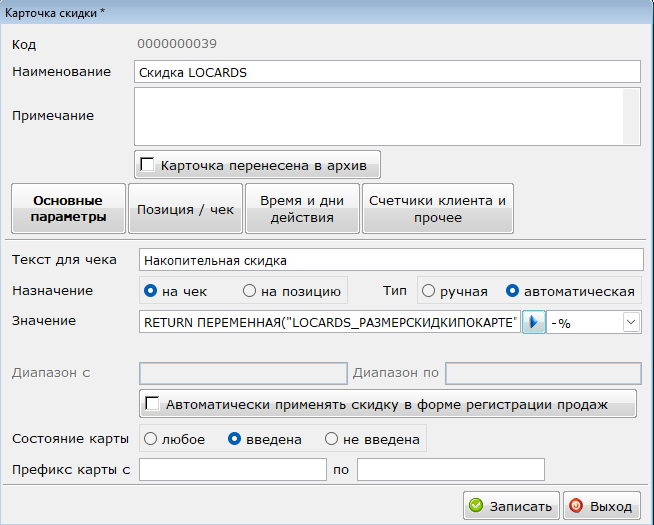 Карточка скидки *
Код 0000000039
Наименование Скидка LOCARDS
Примечание
Карточка перенесена в архив
Основные параметры
Позиция / чек
Время и дни действия
Счетчики клиента и прочее
Текст для чека Накопительная скидка
Назначение на чек на позицию Тип ручная автоматическая
Значение RETURN ПЕРЕМЕННАЯ("LOCARDS_РАЗМЕРСКИДКИПОКАРТЕ" -%
Диапазон с Диапазон по
Автоматически применять скидку в форме регистрации продаж
Состояние карты любое введена не введена
Префикс карты с по
Записать Выход